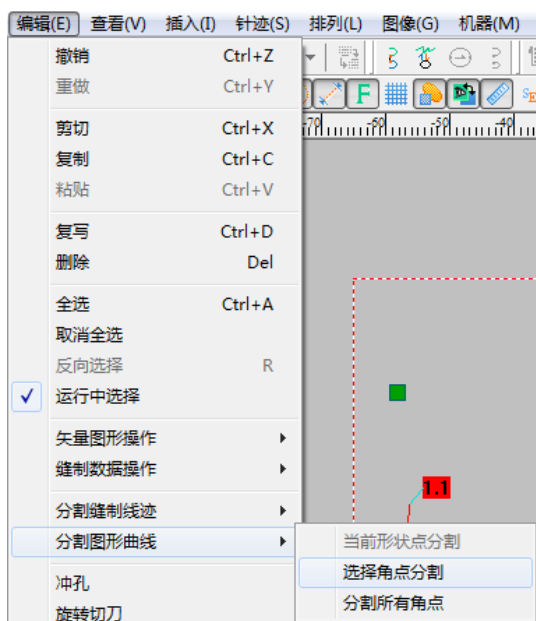 编辑(E) 查看(V) 插入(I) 针迹(S) 排列(L) 图像(G) 机器(M)
撤销 Ctrl+Z
重做 Ctrl+Y
剪切 Ctrl+X
复制 Ctrl+C
粘贴 Ctrl+V
复写 Ctrl+D
删除 Del
全选 Ctrl+A
取消全选
反向选择 R
运行中选择
矢量图形操作
缝制数据操作
分割缝制线迹
分割图形曲线
冲孔
旋转切刀
当前形状点分割
选择角点分割
分割所有角点
F
-70 -60 -50 -40
1.1